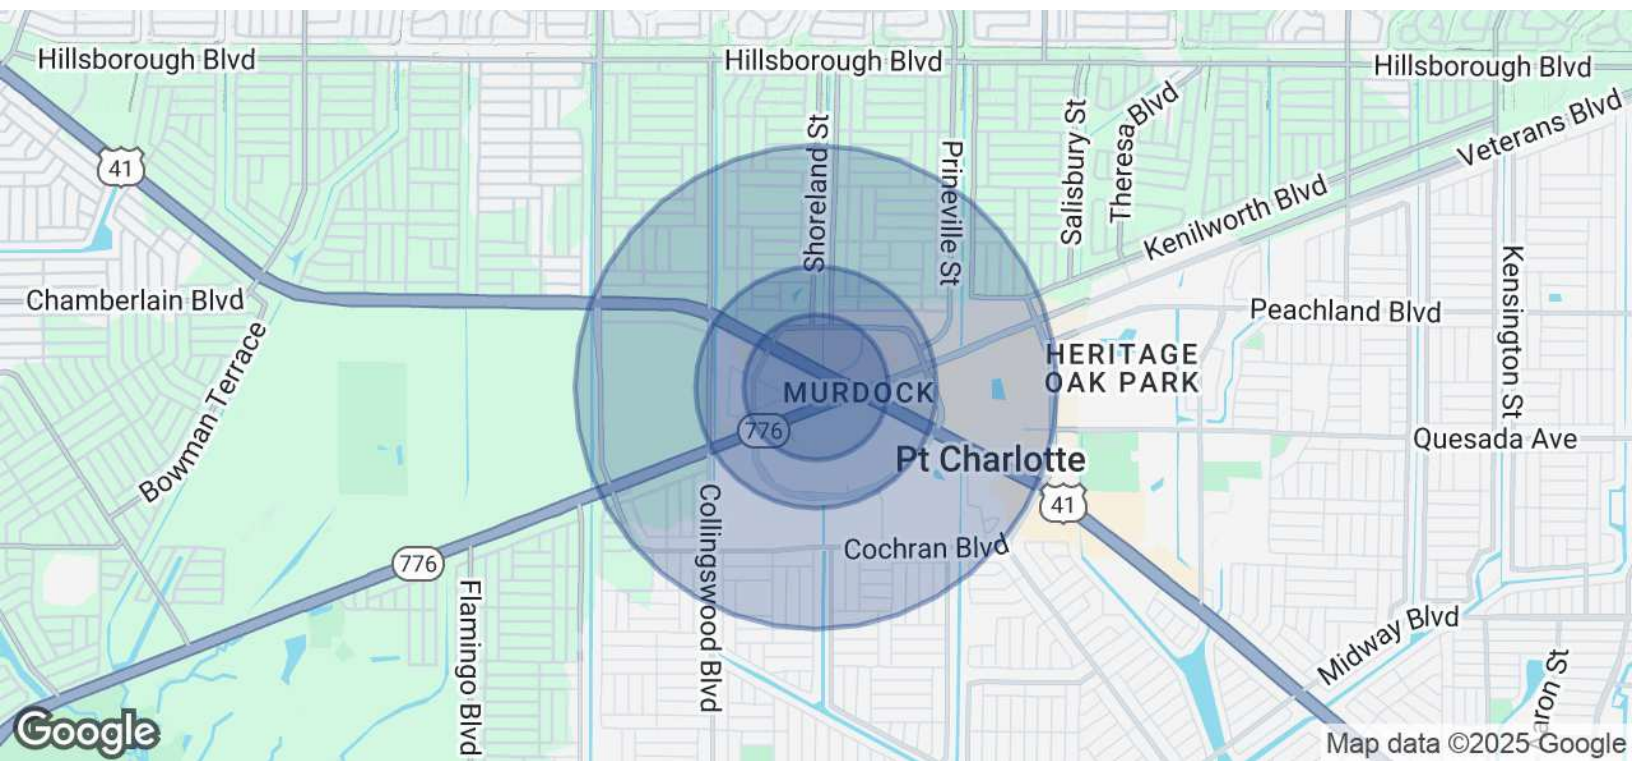 Hillsborough Blvd
Hillsborough Blvd
Hillsborough Blvd
Veterans Blvd
Theresa Blvd
Salisbury St
Shoreland St
Prineville St
41
Kenilworth Blvd
Kensington St
Chamberlain Blvd
Peachland Blvd
HERITAGE
OAK PARK
MURDOCK
Bowman Terrace
776
Quesada Ave
Pt Charlotte
41
Collingswood Blvd
Cochran Blvd
776
Flamingo Blvd
Midway Blvd
Aaron St
Google
Map data ©2025 Google